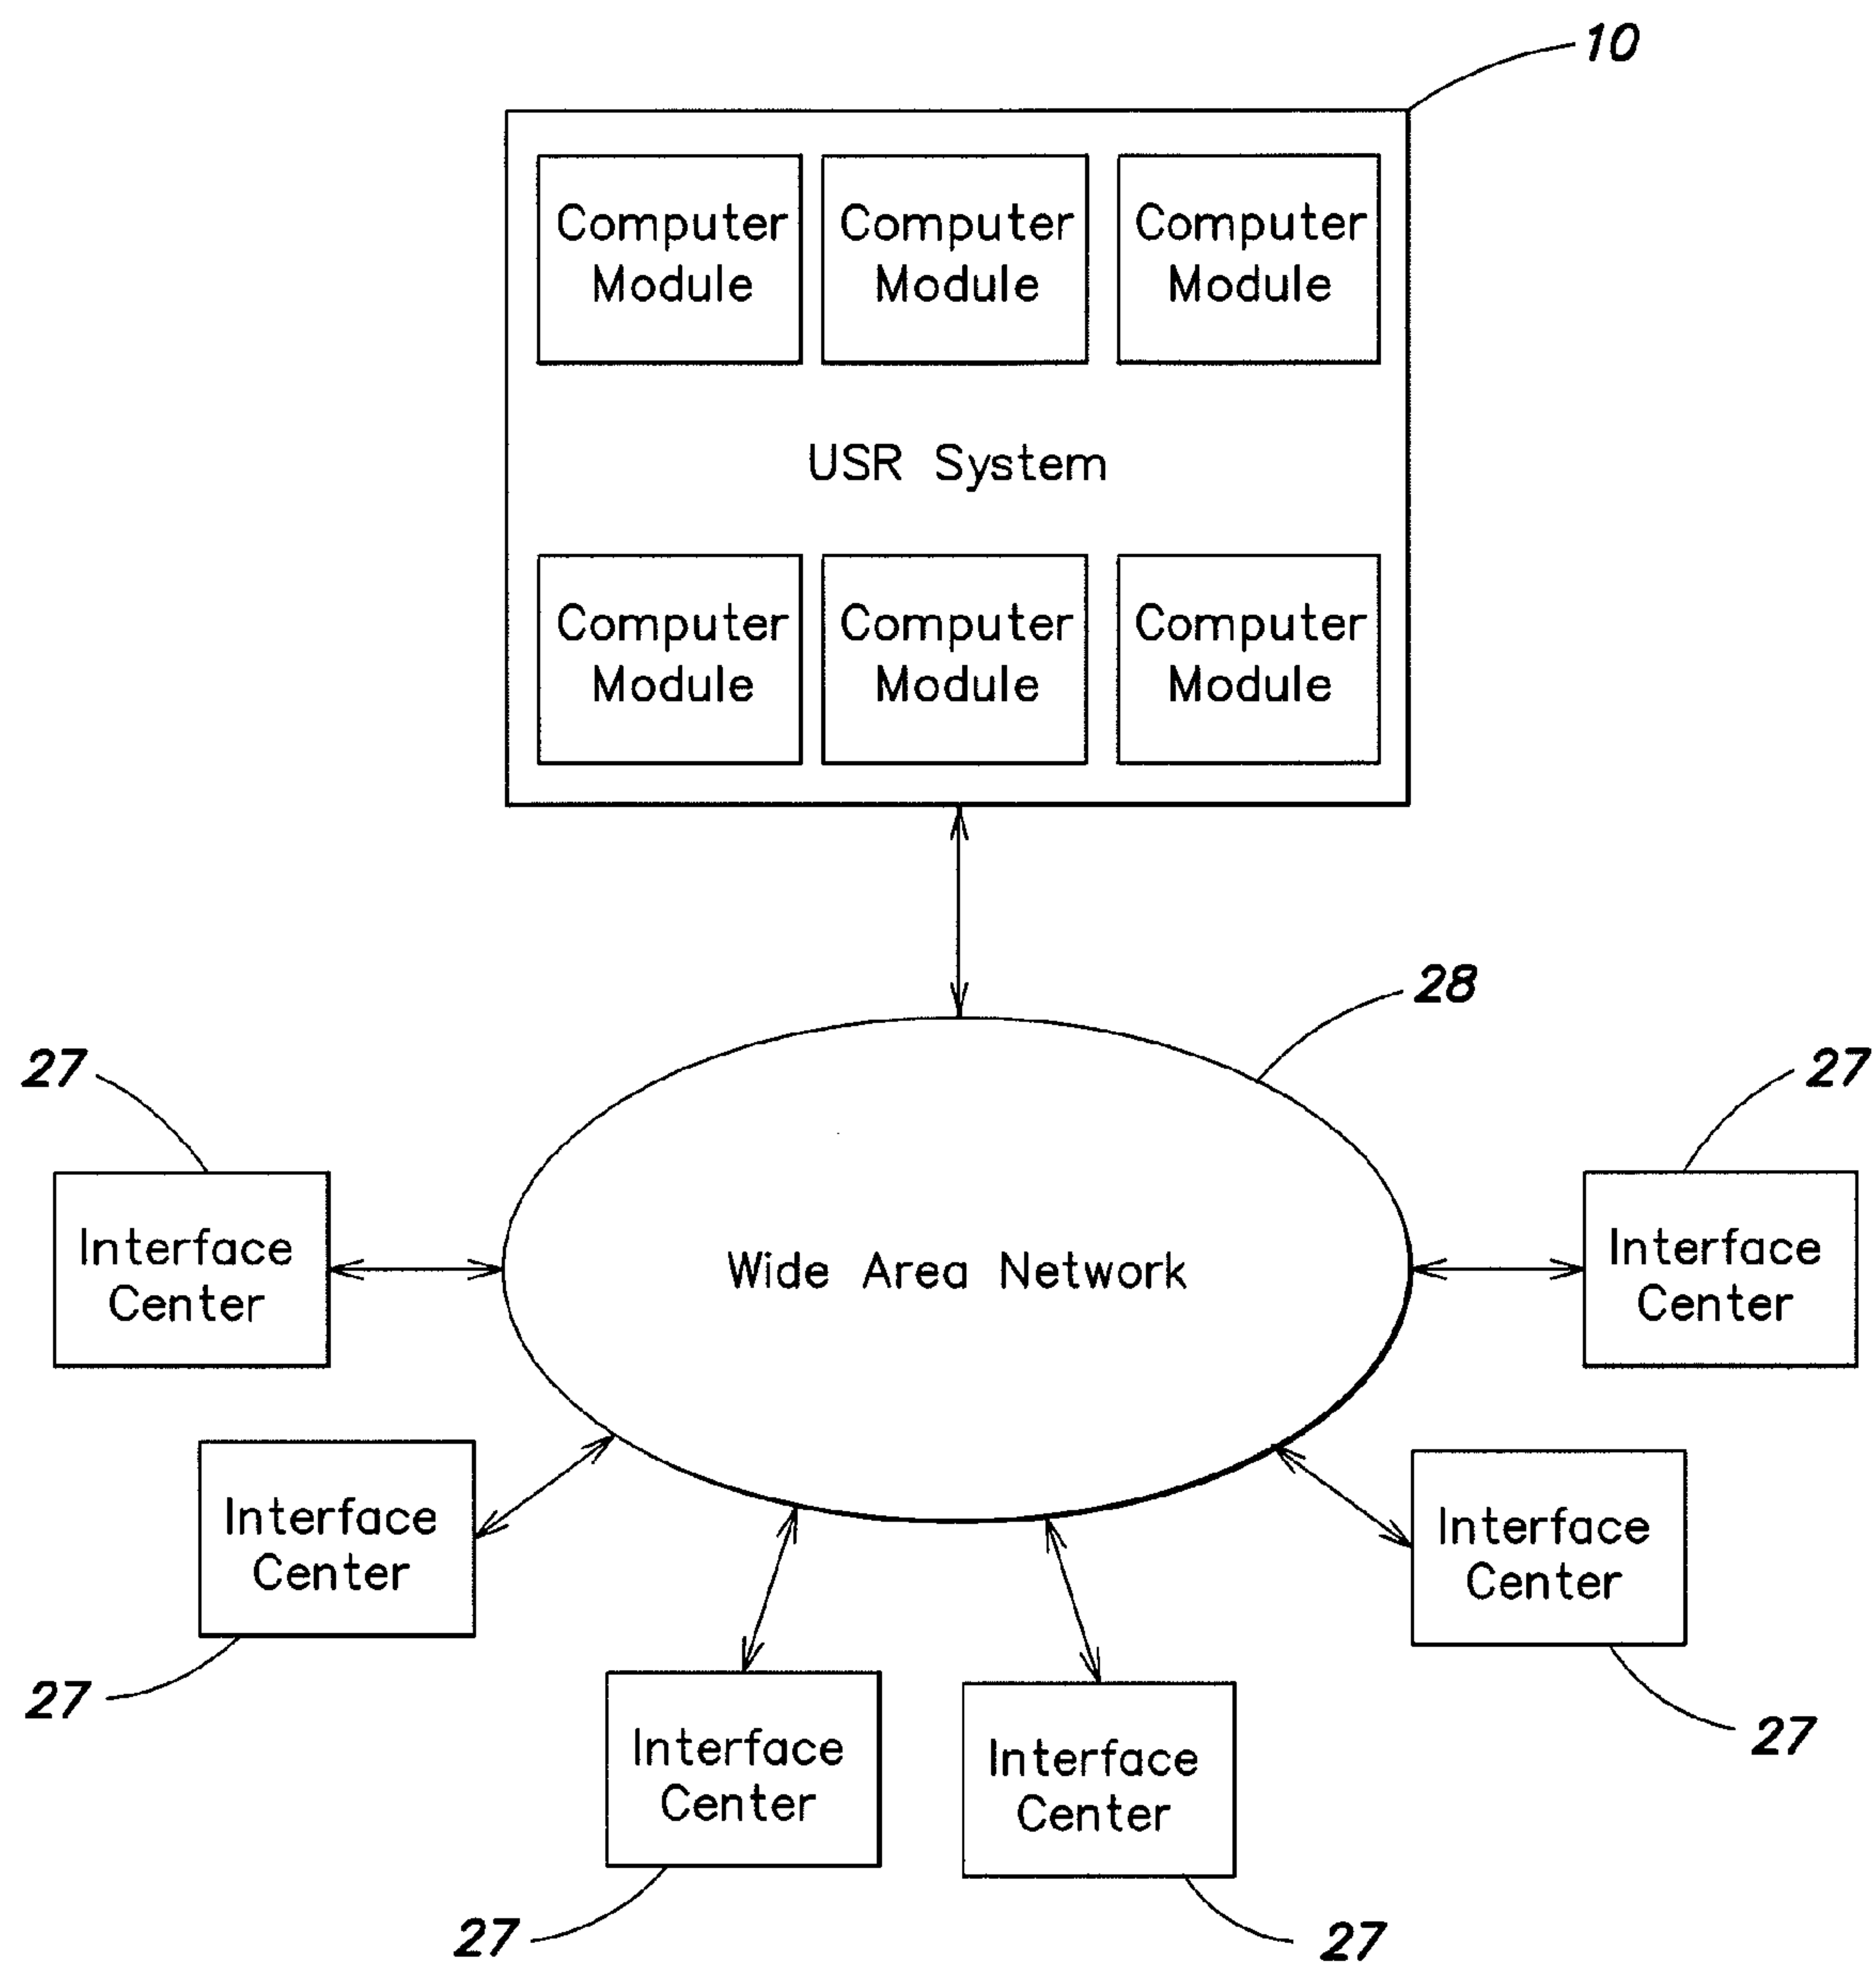 10
Computer
Module
Computer
Module
Computer
Module
USR System
Computer
Module
Computer
Module
Computer
Module
28
27
27
Interface
Center
Wide Area Network
Interface
Center
Interface
Center
Interface
Center
27
27
Interface
Center
Interface
Center
27
27